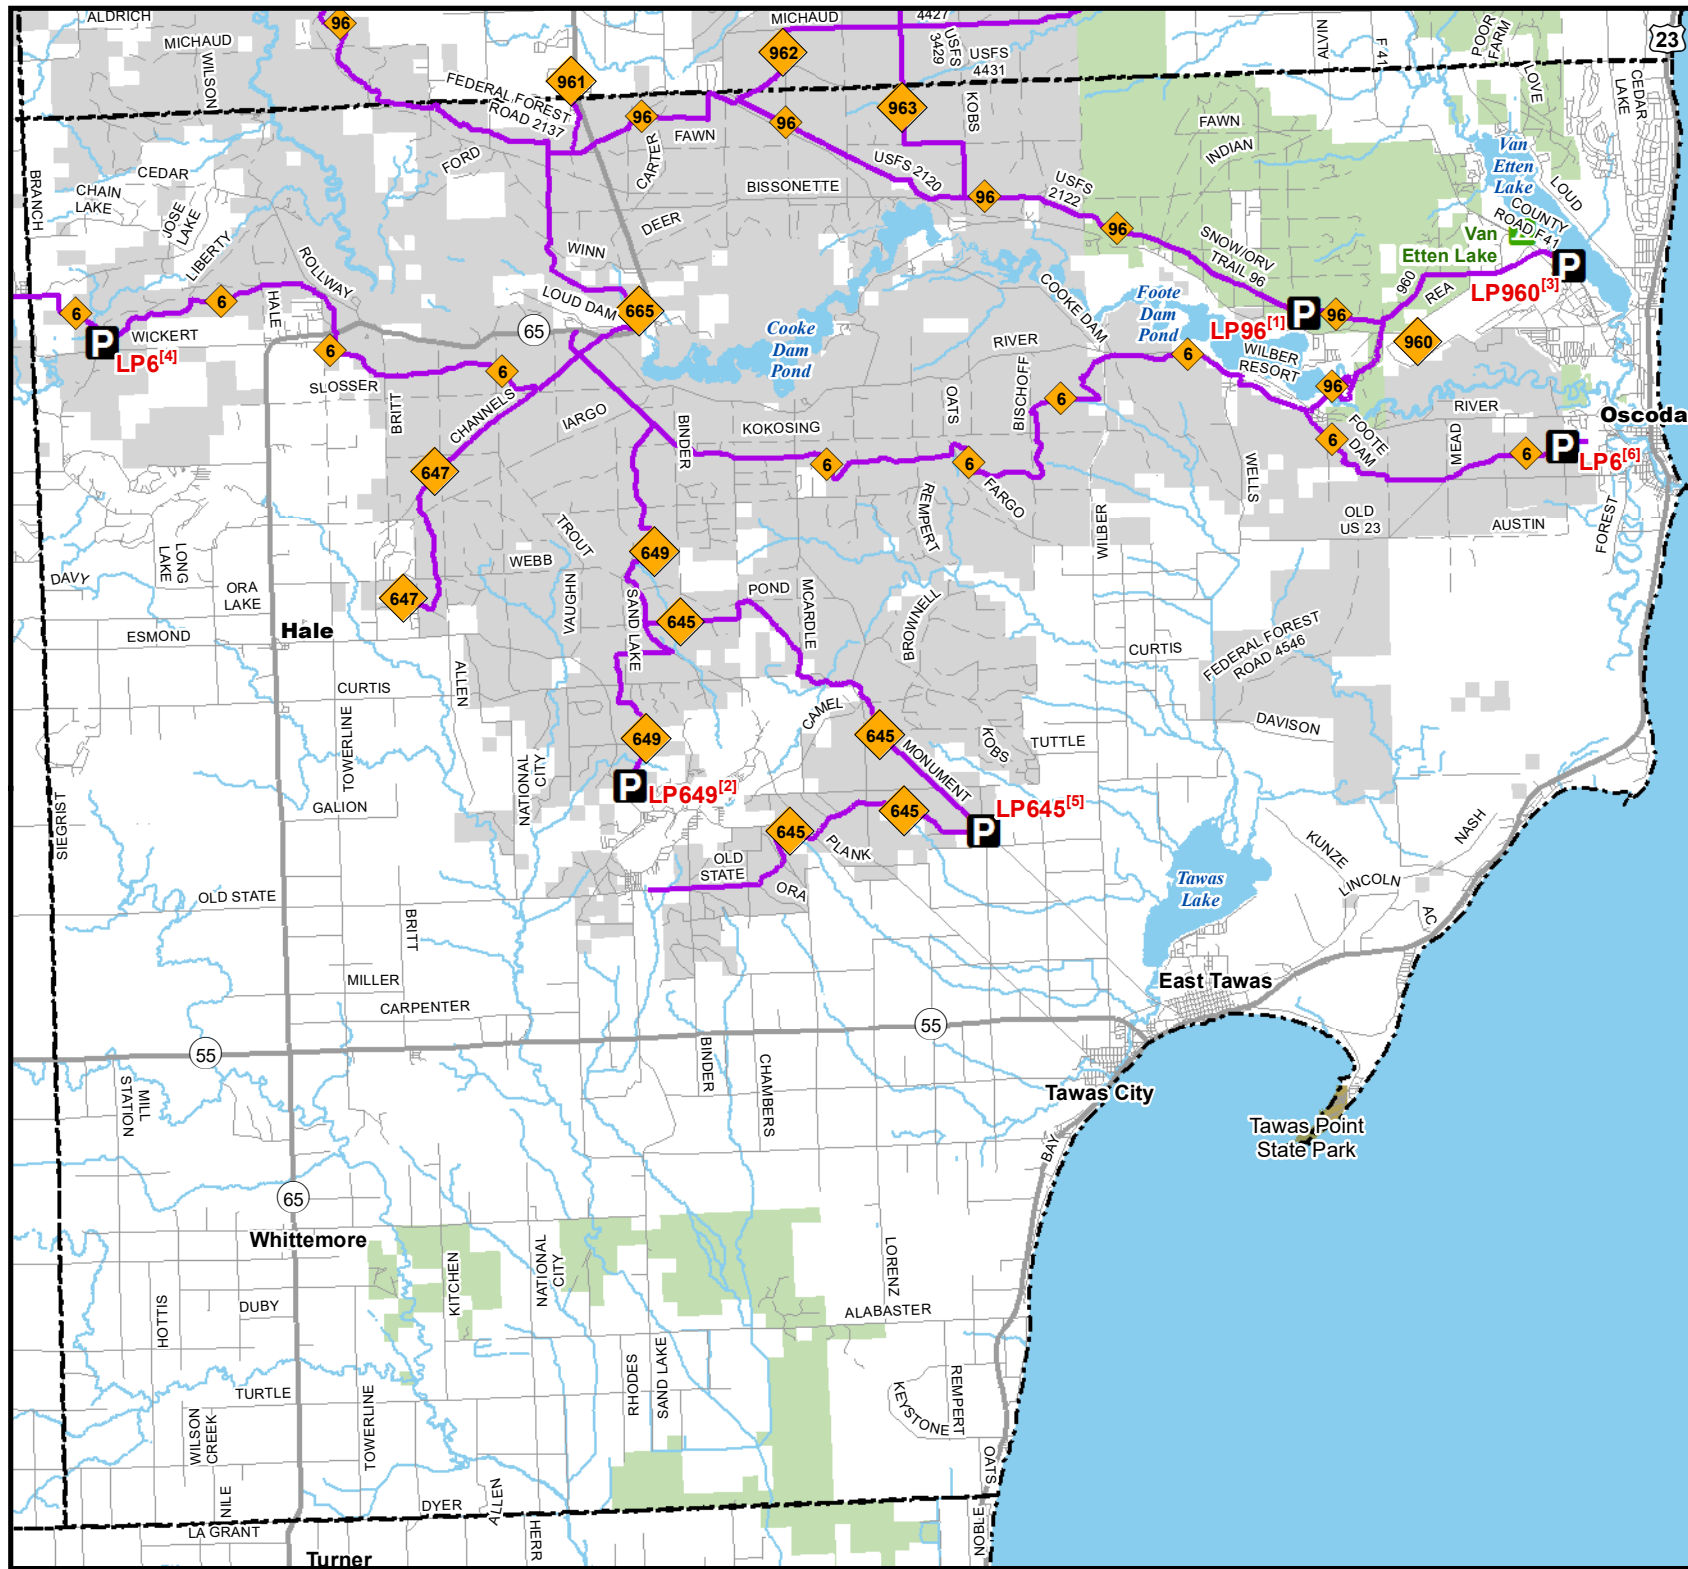 ALDRICH
96
MICHAUD
4427
23
MICHAUD
WILSON
962
USFS
3429
USFS
4431
ALVIN
F 41
POOR
FARM
LOVE
CEDAR
LAKE
961
FEDERAL FOREST
ROAD 2137
963
KOBS
96
FAWN
96
FAWN
INDIAN
Van
Etten
Lake
BRANCH
CEDAR
CHAIN
LAKE
JOSE
LAKE
FORD
CARTER
BISSONETTE
USFS 2120
96
USFS
2122
LOUD
COUNTY
ROAD F41
LIBERTY
DEER
WINN
96
SNOW/ORV
TRAIL 96
Van
Etten Lake
P
LP960[3]
ROLLWAY
LOUD DAM
665
COOKE DAM
Foote
Dam
Pond
960
REA
6
6
HALE
WICKERT
P
LP6[4]
65
Cooke
Dam
Pond
RIVER
P
LP96[1]
96
960
6
6
WILBER
RESORT
6
SLOSSER
BRITT
CHANNELS
IARGO
BINDER
KOKOSING
OATS
BISCHOFF
6
96
FOOTE
DAM
RIVER
MEAD
Oscoda
647
6
6
FARGO
6
6
P
LP6[6]
WELLS
REMPERT
WILBER
OLD
US 23
AUSTIN
FOREST
TROUT
649
DAVY
LONG
LAKE
ORA
LAKE
WEBB
VAUGHN
647
SAND LAKE
POND
MCARDLE
645
BROWNELL
ESMOND
Hale
CURTIS
FEDERAL FOREST
ROAD 4546
ALLEN
CURTIS
TOWERLINE
CAMEL
645
MONUMENT
KOBS
TUTTLE
DAVISON
649
NATIONAL
CITY
P
LP649[2]
GALION
SIEGRIST
645
645
LP645[5]
P
PLANK
OLD
STATE
ORA
KUNZE
LINCOLN
NASH
AC
Tawas
Lake
OLD STATE
BRITT
MILLER
CARPENTER
East Tawas
55
55
BINDER
CHAMBERS
MILL
STATION
Tawas City
Tawas Point
State Park
BAY
65
Whittemore
KITCHEN
NATIONAL
CITY
LORENZ
HOTTIS
DUBY
ALABASTER
TURTLE
WILSON
CREEK
TOWERLINE
RHODES
SAND LAKE
KEYSTONE
REMPERT
OATS
NILE
DYER
ALLEN
LA GRANT
HERR
NOBLE
Turner